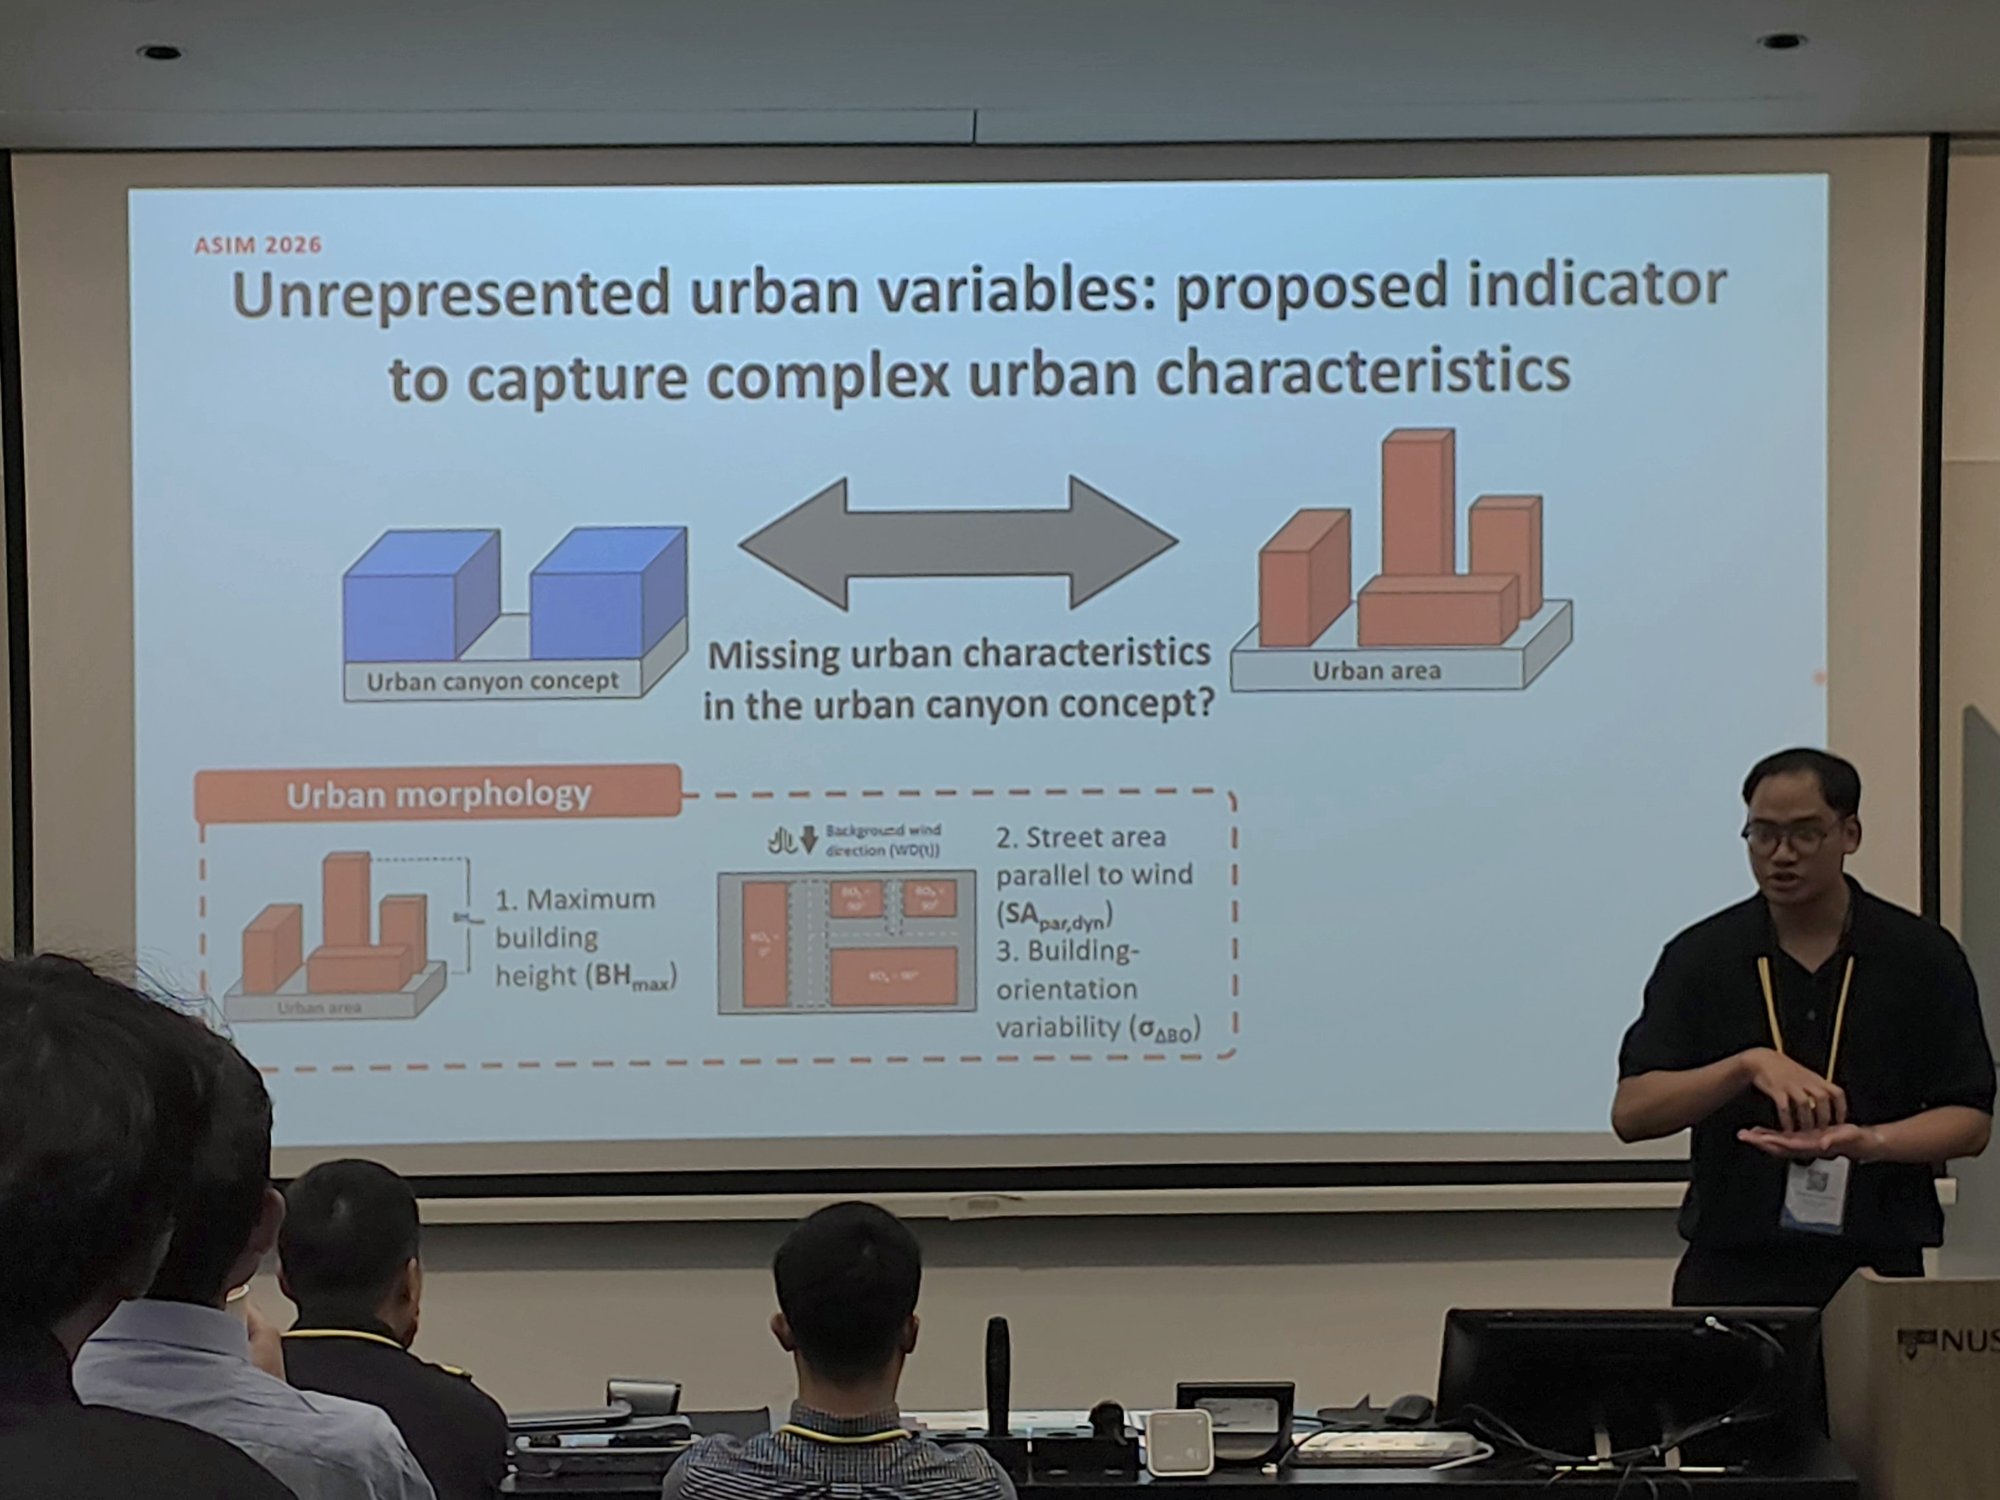 ASIM 2026
Unrepresented urban variables: proposed indicator
to capture complex urban characteristics
Urban canyon concept
Missing urban characteristics
in the urban canyon concept?
Urban area
Urban morphology
Urban area
1. Maximum
building
height (BHmax)
Background wind
direction (WD(t))
2. Street area
parallel to wind
(SApar,dyn)
3. Building-
orientation
variability (σΔBO)
NUS